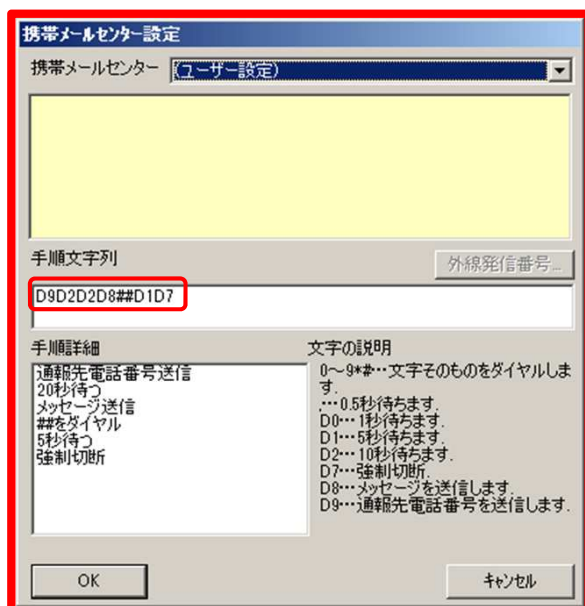 携帯メールセンター設定
携帯メールセンター (ユーザー設定)
手順文字列
外線発信番号...
D9D2D2D8##D1D7
手順詳細
通報先電話番号送信
20秒待つ
メッセージ送信
##をダイヤル
5秒待つ
強制切断
文字の説明
0～9*#…文字そのものをダイヤルしま
す.
,…0.5秒待ちます.
D0…1秒待ちます.
D1…5秒待ちます.
D2…10秒待ちます.
D7…強制切断.
D8…メッセージを送信します.
D9…通報先電話番号を送信します.
OK
キャンセル